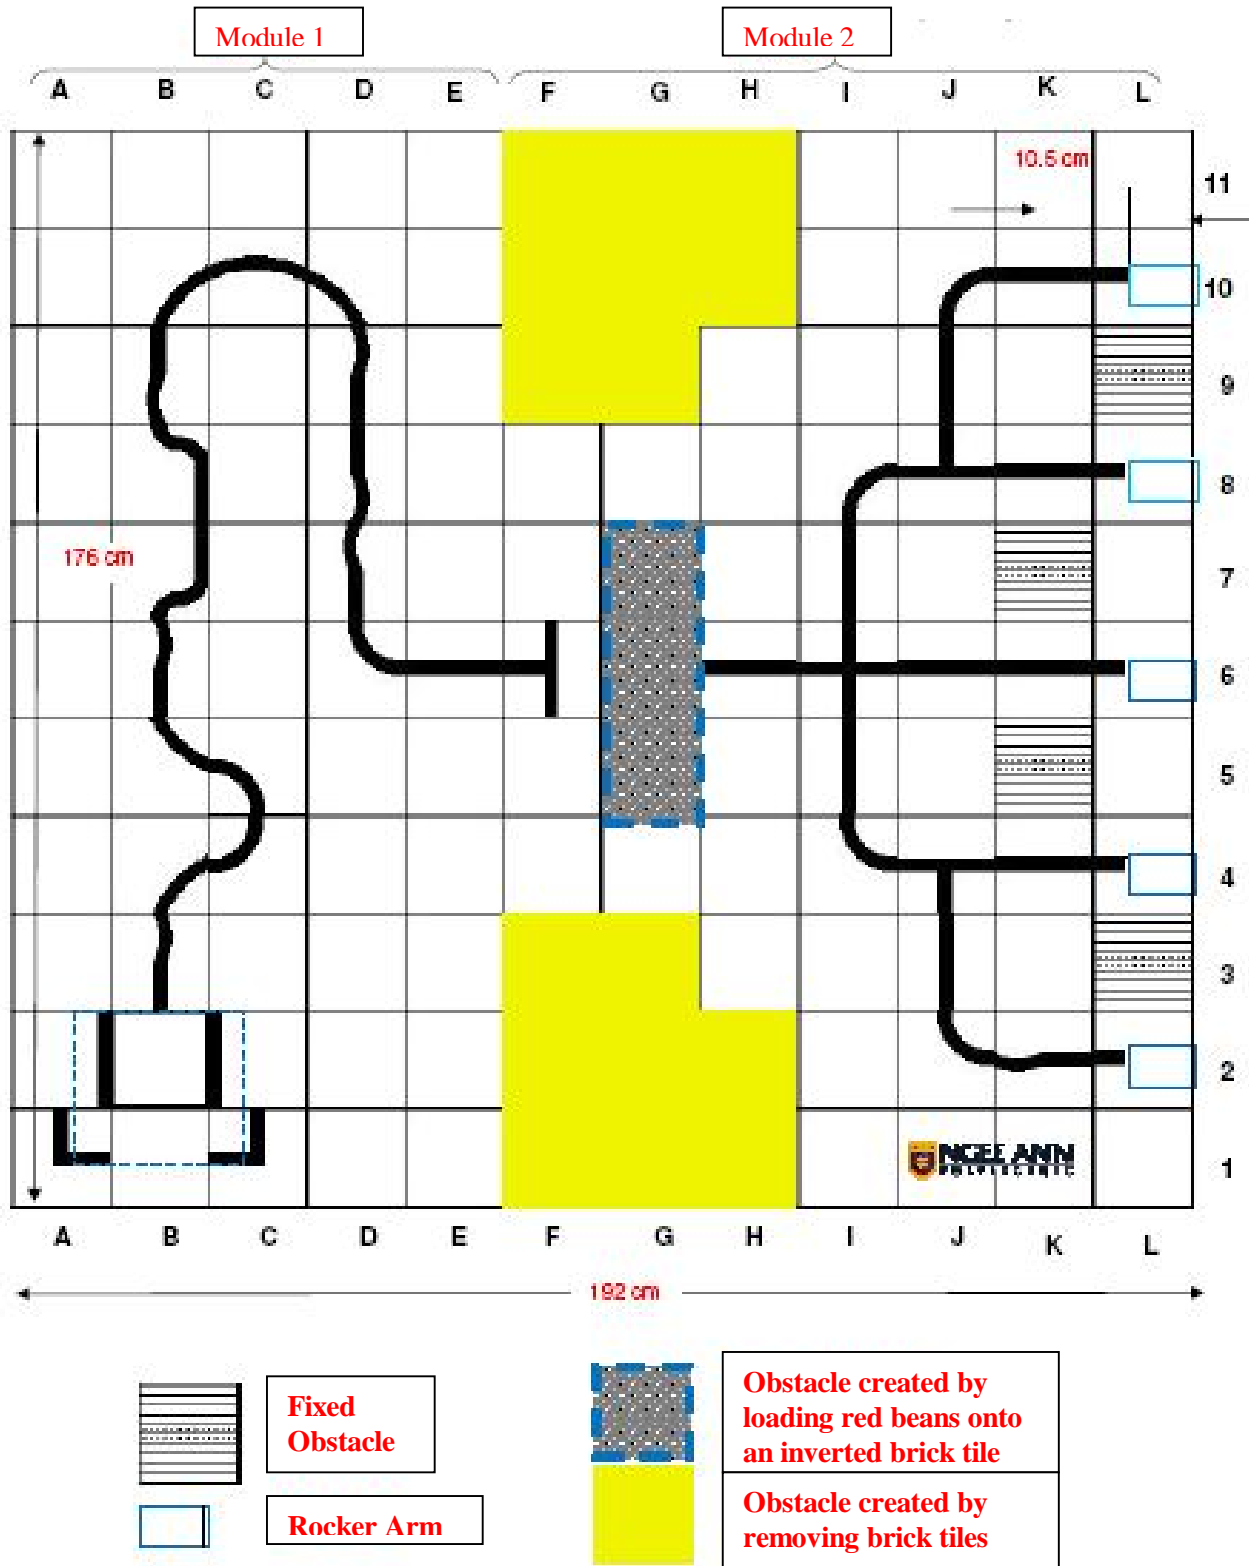 Module 1
Module 2
A B C D E F G H I J K L
10.5 cm
11
10
9
8
176 cm
7
6
5
4
3
2
NGEE ANN
POLYTECHNIC
1
A B C D E F G H I J K L
192 cm
Fixed
Obstacle
Rocker Arm
Obstacle created by
loading red beans onto
an inverted brick tile
Obstacle created by
removing brick tiles